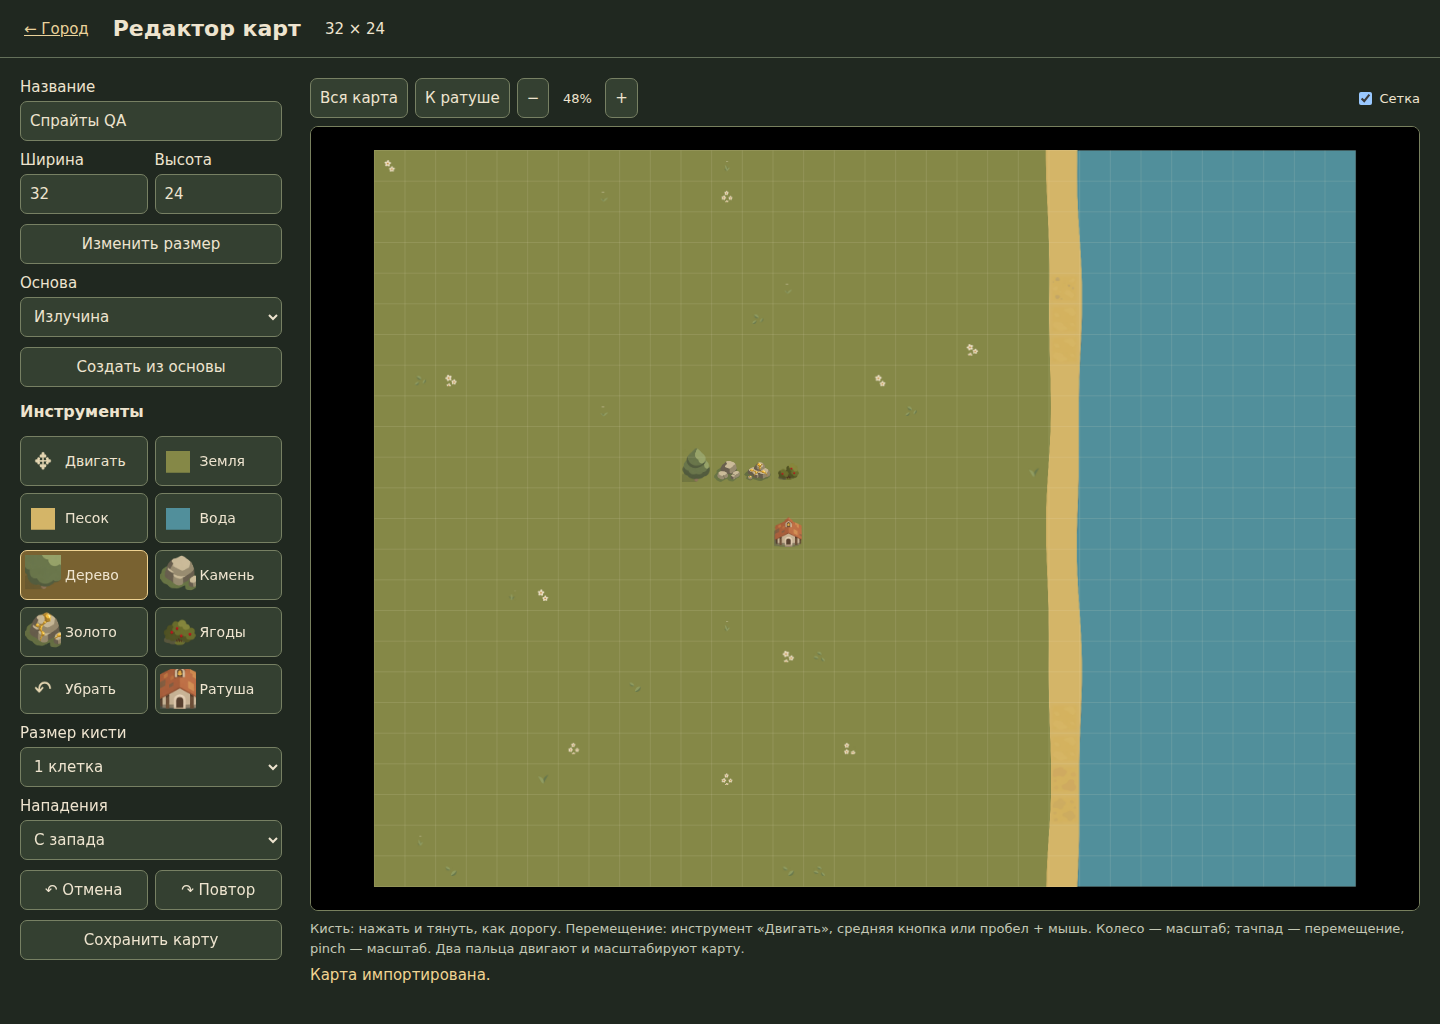 ← Город
Редактор карт
32 × 24
Название
Спрайты QA
Ширина Высота
32 24
Изменить размер
Основа
Излучина
Создать из основы
Инструменты
✥ Двигать Земля
Песок Вода
Дерево Камень
Золото Ягоды
↶ Убрать Ратуша
Размер кисти
1 клетка
Нападения
С запада
↶ Отмена ↷ Повтор
Сохранить карту
Вся карта К ратуше − 48% + Сетка
Кисть: нажать и тянуть, как дорогу. Перемещение: инструмент «Двигать», средняя кнопка или пробел + мышь. Колесо — масштаб; тачпад — перемещение,
pinch — масштаб. Два пальца двигают и масштабируют карту.
Карта импортирована.